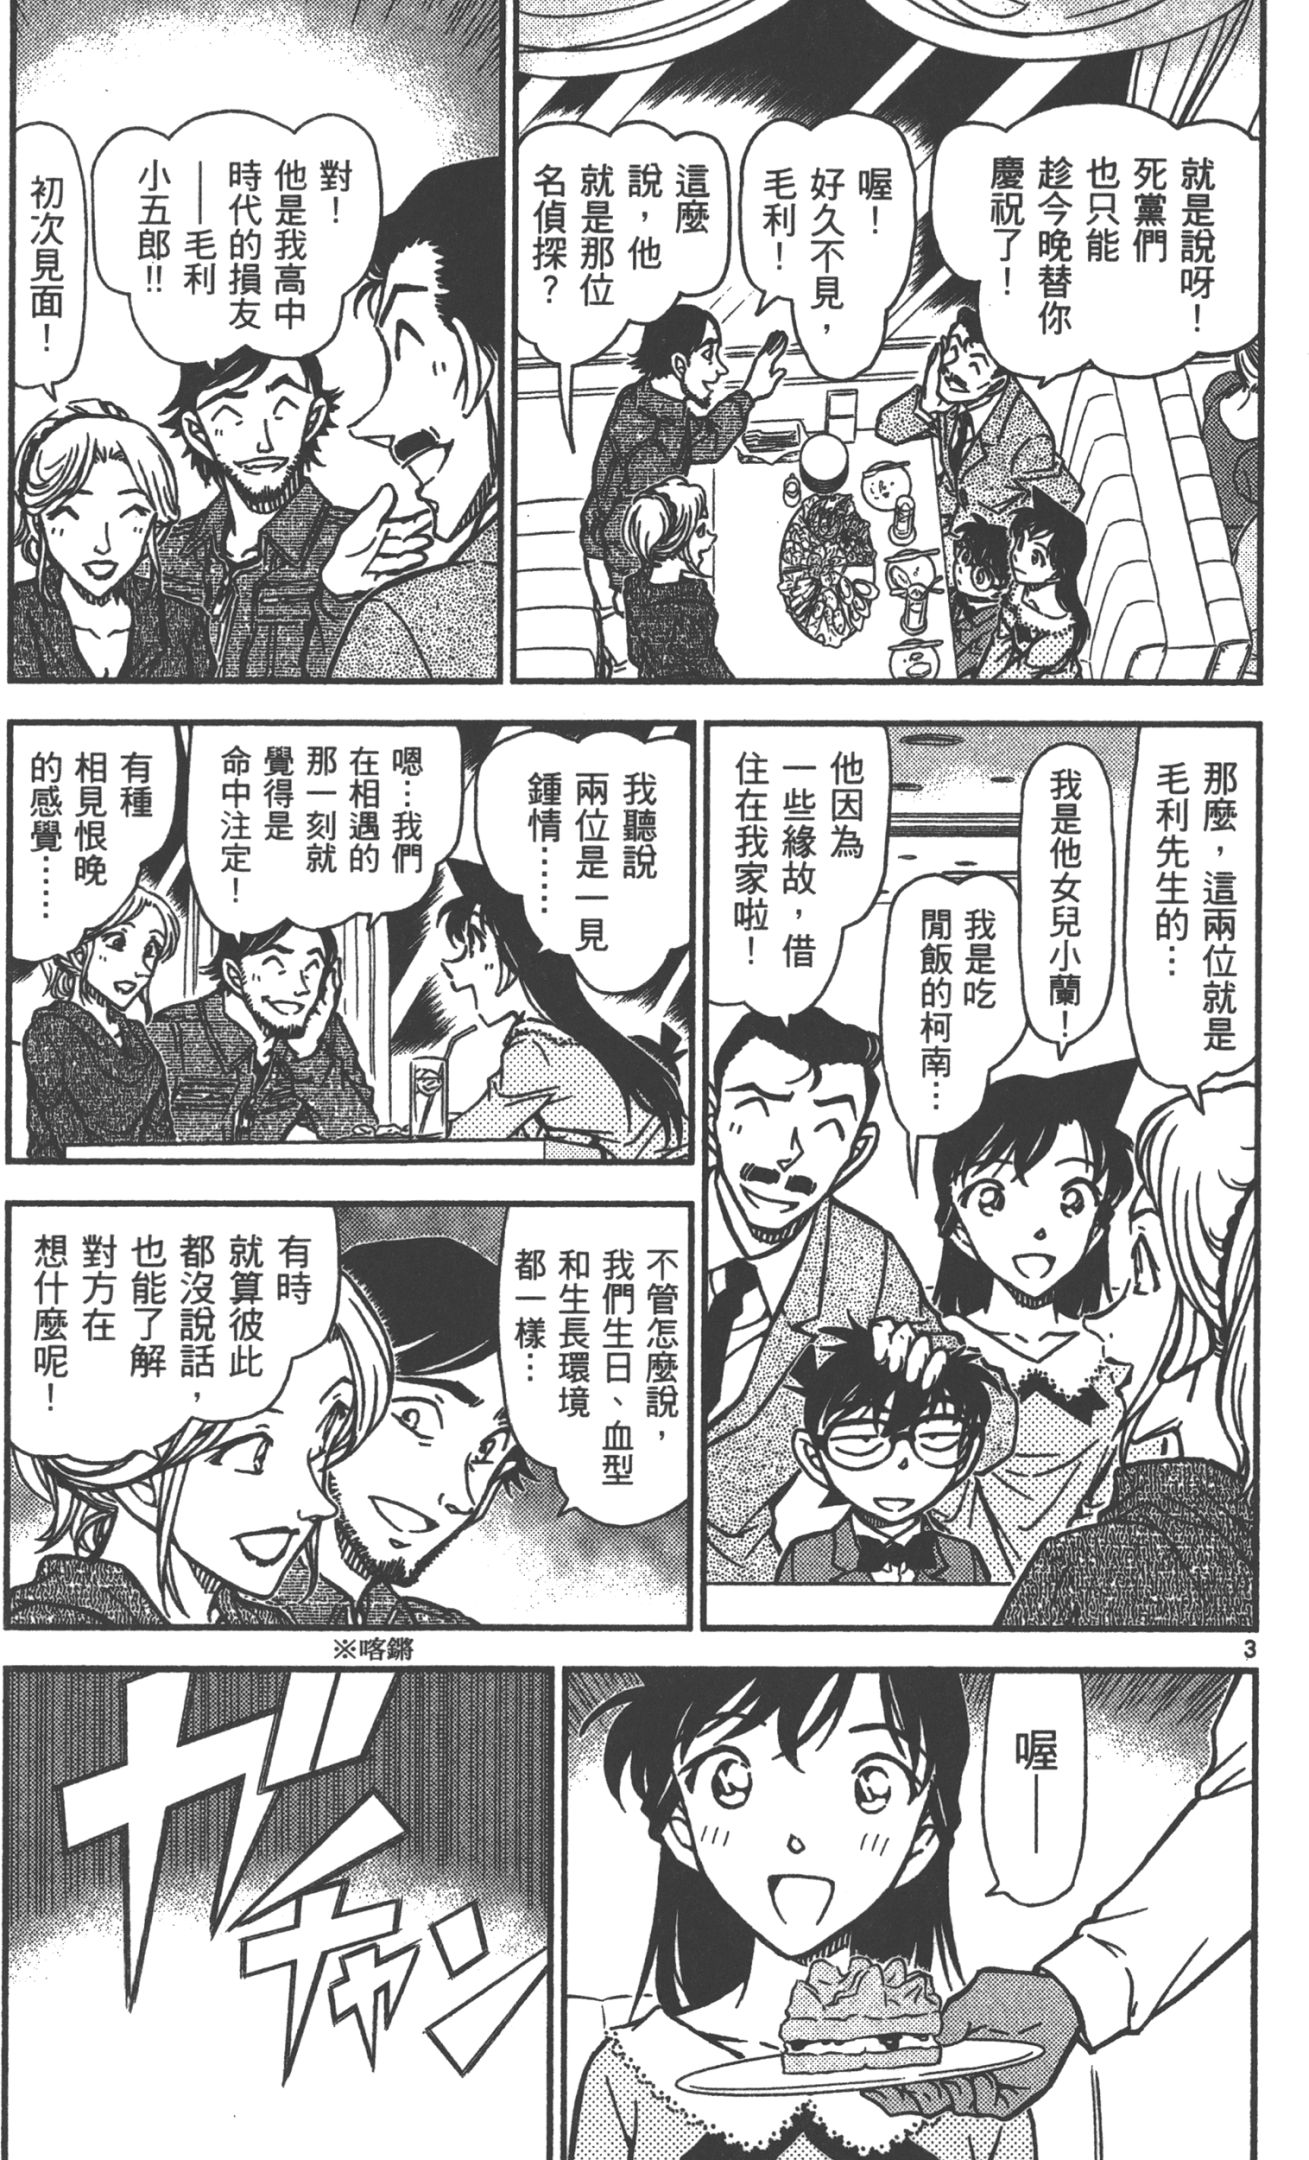 就是說呀！
死黨們
也只能
趁今晚替你
慶祝了！
喔！
好久不見，
毛利！
這麼
說，他
就是那位
名偵探？
對！
他是我高中
時代的損友
——毛利
小五郎!!
初次見面！
那麼，這兩位就是
毛利先生的…
我是他女兒小蘭！
我是吃
閒飯的柯南…
他因為
一些緣故，借
住在我家啦！
我聽說
兩位是一見
鍾情……
嗯…我們
在相遇的
那一刻就
覺得是
命中注定！
有種
相見恨晚
的感覺……
不管怎麼說，
我們生日、血型
和生長環境
都一樣…
有時
就算彼此
都沒說話，
也能了解
對方在
想什麼呢！
3
喔——
※喀鏘
ガシャン